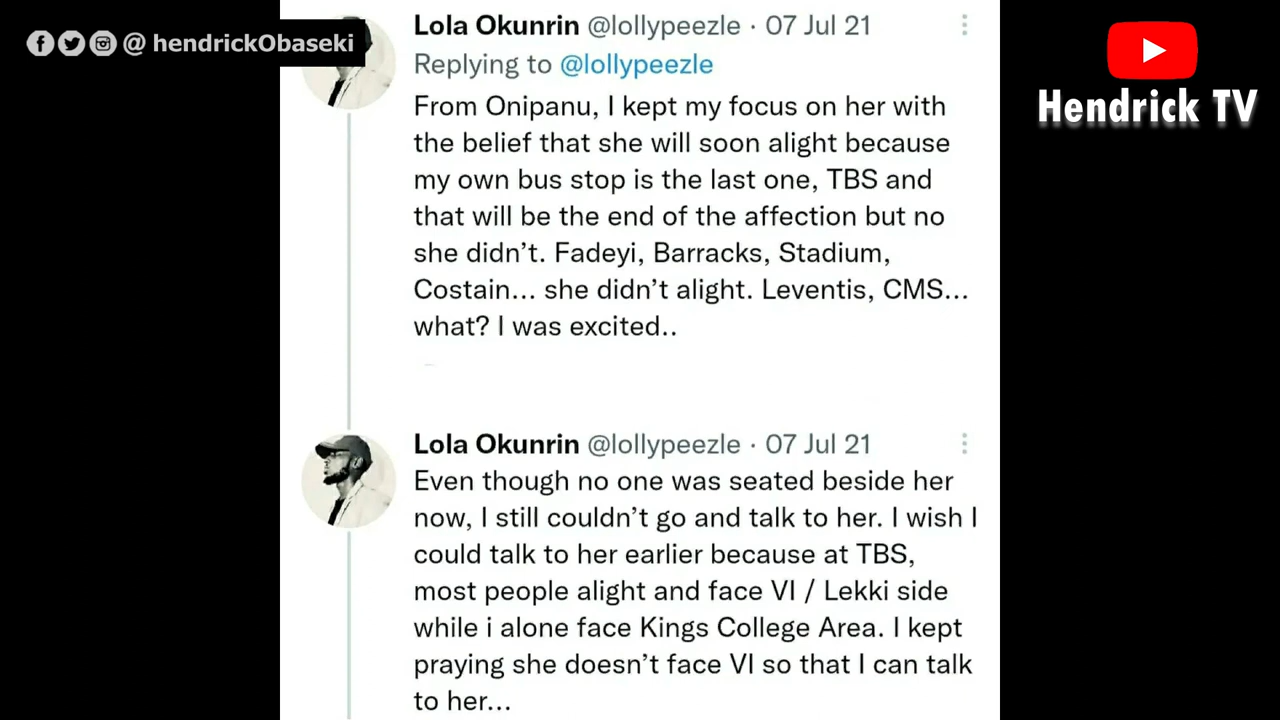 @ hendrickObaseki
Hendrick TV
Lola Okunrin @lollypeezle · 07 Jul 21
Replying to @lollypeezle
From Onipanu, I kept my focus on her with
the belief that she will soon alight because
my own bus stop is the last one, TBS and
that will be the end of the affection but no
she didn’t. Fadeyi, Barracks, Stadium,
Costain... she didn’t alight. Leventis, CMS...
what? I was excited..
Lola Okunrin @lollypeezle · 07 Jul 21
Even though no one was seated beside her
now, I still couldn’t go and talk to her. I wish I
could talk to her earlier because at TBS,
most people alight and face VI / Lekki side
while i alone face Kings College Area. I kept
praying she doesn’t face VI so that I can talk
to her...